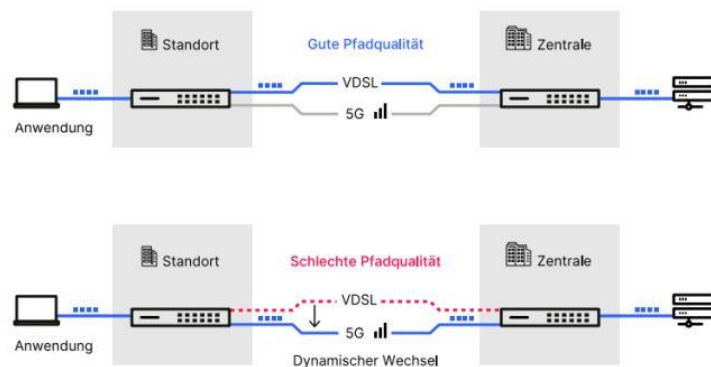 Standort
Gute Pfadqualität
Zentrale
VDSL
5G
Anwendung
Standort
Schlechte Pfadqualität
Zentrale
VDSL
5G
Anwendung
Dynamischer Wechsel